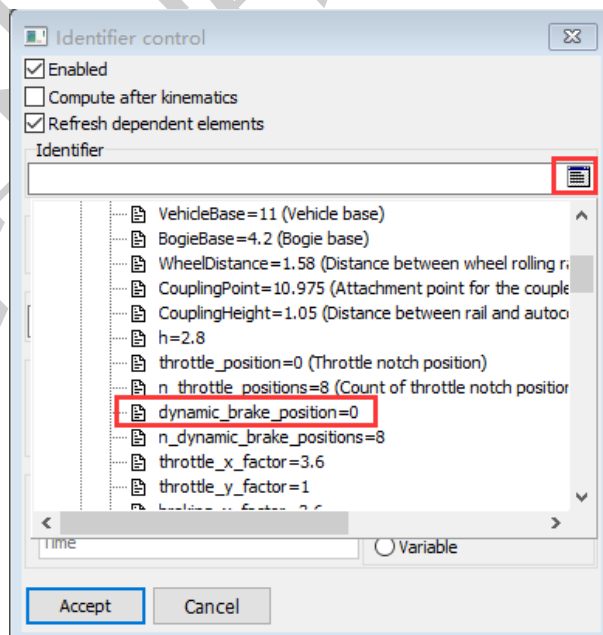 Identifier control
Enabled
Compute after kinematics
Refresh dependent elements
Identifier
VehicleBase=11 (Vehicle base)
BogieBase=4.2 (Bogie base)
WheelDistance=1.58 (Distance between wheel rolling
CouplingPoint=10.975 (Attachment point for the couple
CouplingHeight=1.05 (Distance between rail and autoco
h=2.8
throttle_position=0 (Throttle notch position)
n_throttle_positions=8 (Count of throttle notch position
dynamic_brake_position=0
n_dynamic_brake_positions=8
throttle_x_factor=3.6
throttle_y_factor=1
Time
Variable
Accept Cancel